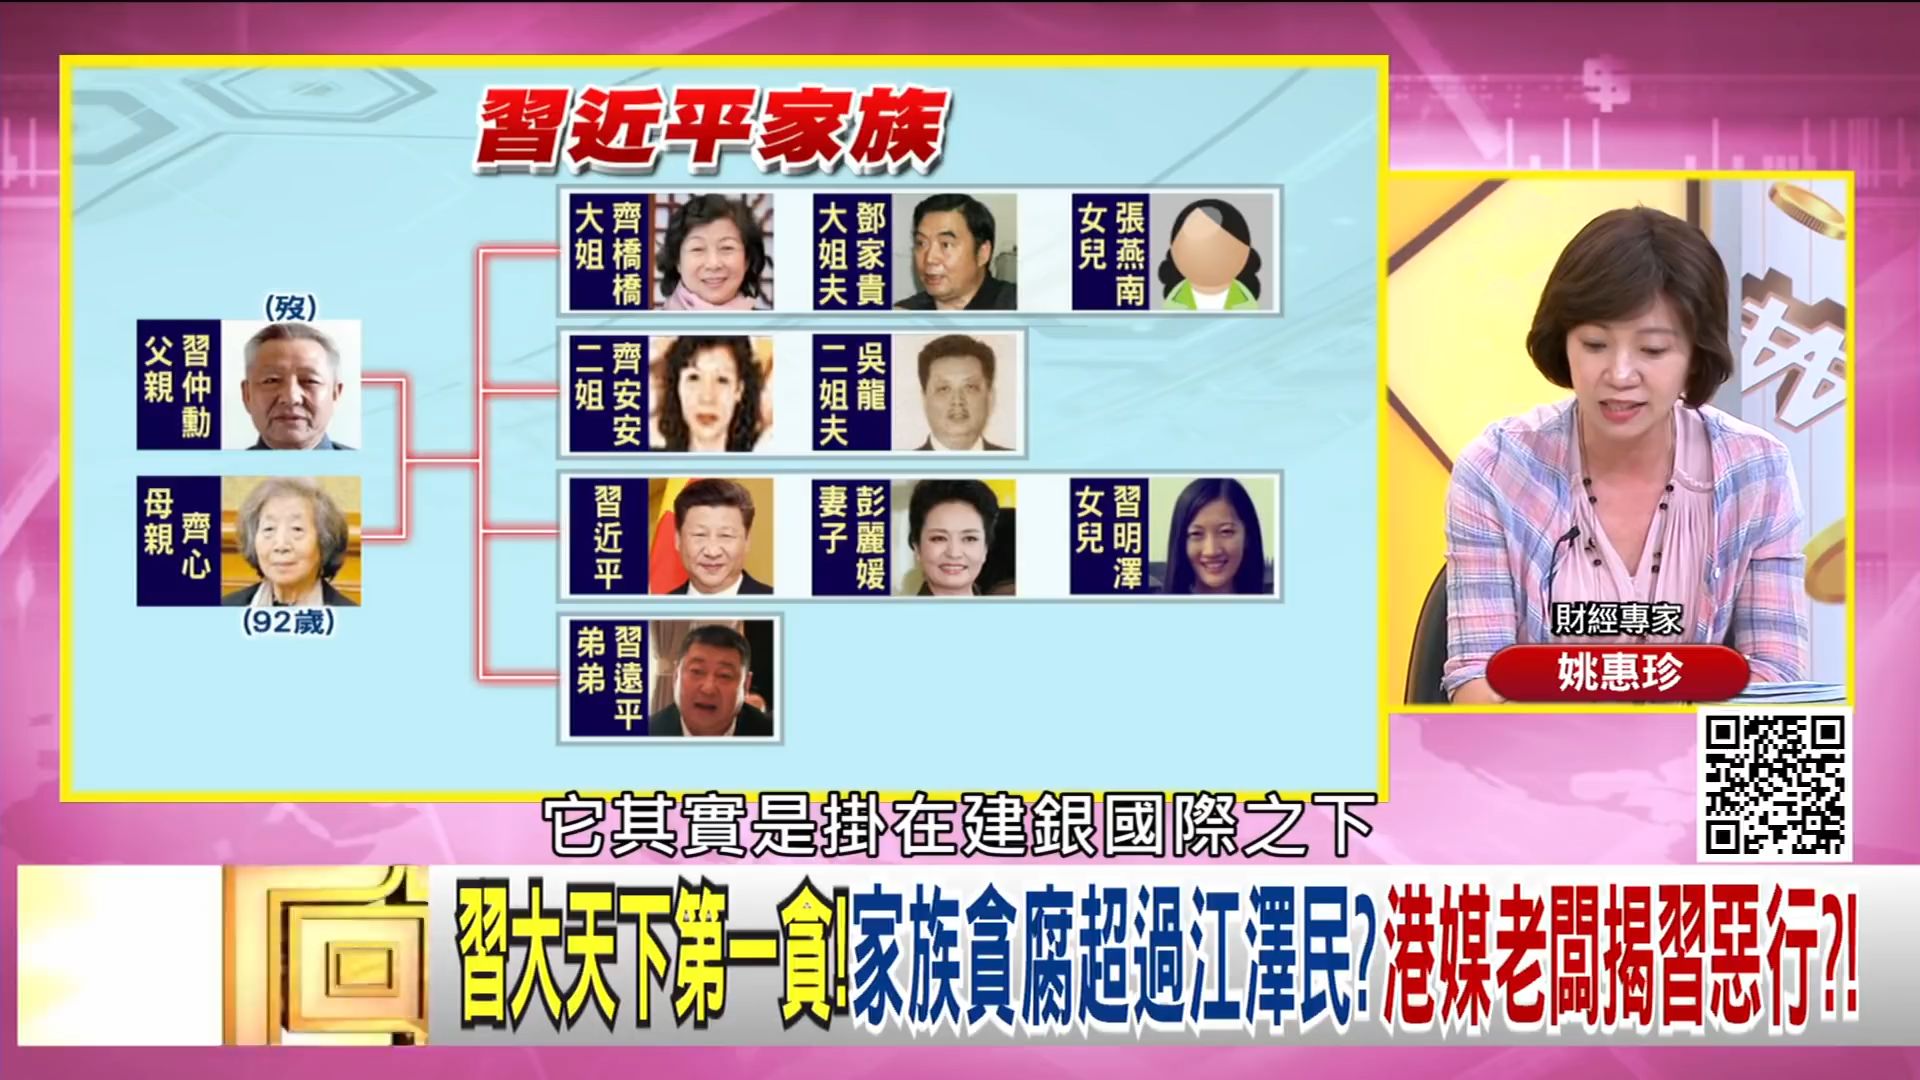 習近平家族
大姐 齊橋橋
大姐夫 鄧家貴
女兒 張燕南
(歿)
父親 習仲勳
二姐 齊安安
二姐夫 吳龍
母親 齊心
(92歲)
習近平
妻子 彭麗媛
女兒 習明澤
弟弟 習遠平
財經專家
姚惠珍
它其實是掛在建銀國際之下
習大天下第一貪!家族貪腐超過江澤民?港媒老闆揭習惡行?!